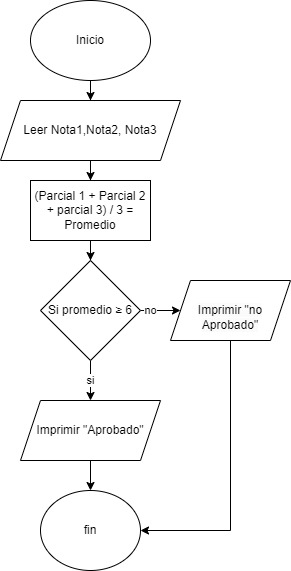 Inicio
Leer Nota1,Nota2, Nota3
(Parcial 1 + Parcial 2
+ parcial 3) / 3 =
Promedio
Si promedio ≥ 6
no
Imprimir "no
Aprobado"
si
Imprimir "Aprobado"
fin